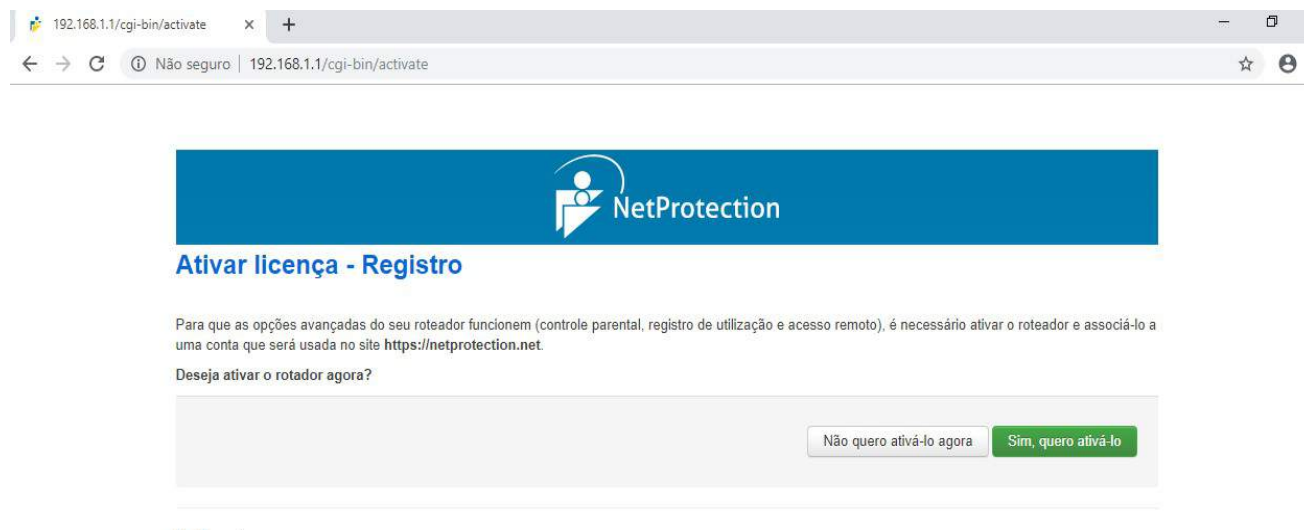 192.168.1.1/cgi-bin/activate
Não seguro | 192.168.1.1/cgi-bin/activate
NetProtection
Ativar licença - Registro
Para que as opções avançadas do seu roteador funcionem (controle parental, registro de utilização e acesso remoto), é necessário ativar o roteador e associá-lo a
uma conta que será usada no site https://netprotection.net.
Deseja ativar o rotador agora?
Não quero ativá-lo agora
Sim, quero ativá-lo